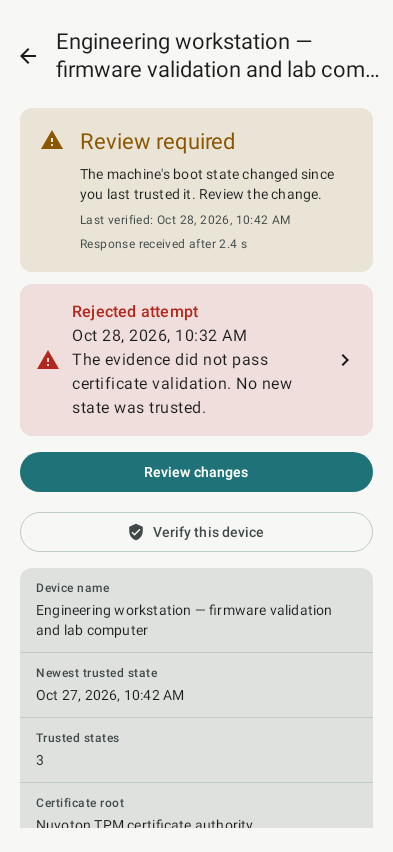 Engineering workstation —
firmware validation and lab com…
Review required
The machine's boot state changed since
you last trusted it. Review the change.
Last verified: Oct 28, 2026, 10:42 AM
Response received after 2.4 s
Rejected attempt
Oct 28, 2026, 10:32 AM
The evidence did not pass
certificate validation. No new
state was trusted.
Review changes
Verify this device
Device name
Engineering workstation — firmware validation
and lab computer
Newest trusted state
Oct 27, 2026, 10:42 AM
Trusted states
3
Certificate root
Nuvoton TPM certificate authority